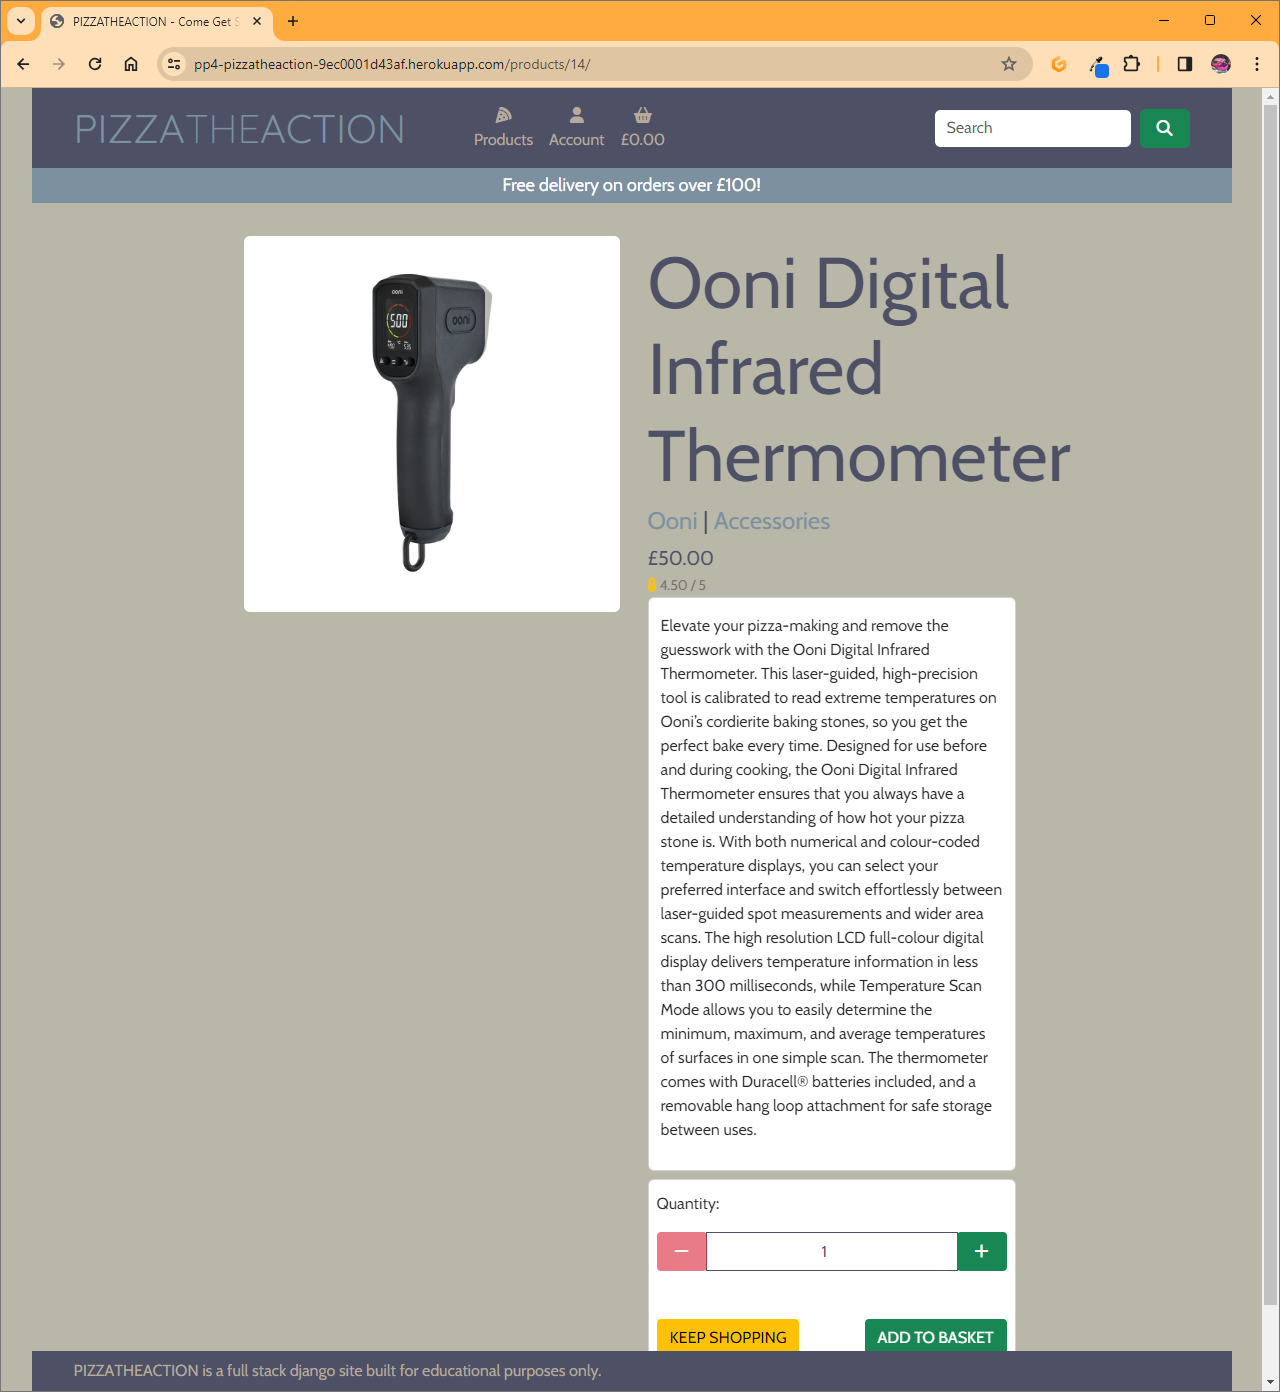 PIZZATHEACTION - Come Get S
pp4-pizzatheaction-9ec0001d43af.herokuapp.com/products/14/
PIZZATHEACTION
Products
Account
£0.00
Search
Free delivery on orders over £100!
ooni
500
ooni
Ooni Digital
Infrared
Thermometer
Ooni | Accessories
£50.00
4.50 / 5
Elevate your pizza-making and remove the
guesswork with the Ooni Digital Infrared
Thermometer. This laser-guided, high-precision
tool is calibrated to read extreme temperatures on
Ooni’s cordierite baking stones, so you get the
perfect bake every time. Designed for use before
and during cooking, the Ooni Digital Infrared
Thermometer ensures that you always have a
detailed understanding of how hot your pizza
stone is. With both numerical and colour-coded
temperature displays, you can select your
preferred interface and switch effortlessly between
laser-guided spot measurements and wider area
scans. The high resolution LCD full-colour digital
display delivers temperature information in less
than 300 milliseconds, while Temperature Scan
Mode allows you to easily determine the
minimum, maximum, and average temperatures
of surfaces in one simple scan. The thermometer
comes with Duracell® batteries included, and a
removable hang loop attachment for safe storage
between uses.
Quantity:
1
KEEP SHOPPING
ADD TO BASKET
PIZZATHEACTION is a full stack django site built for educational purposes only.